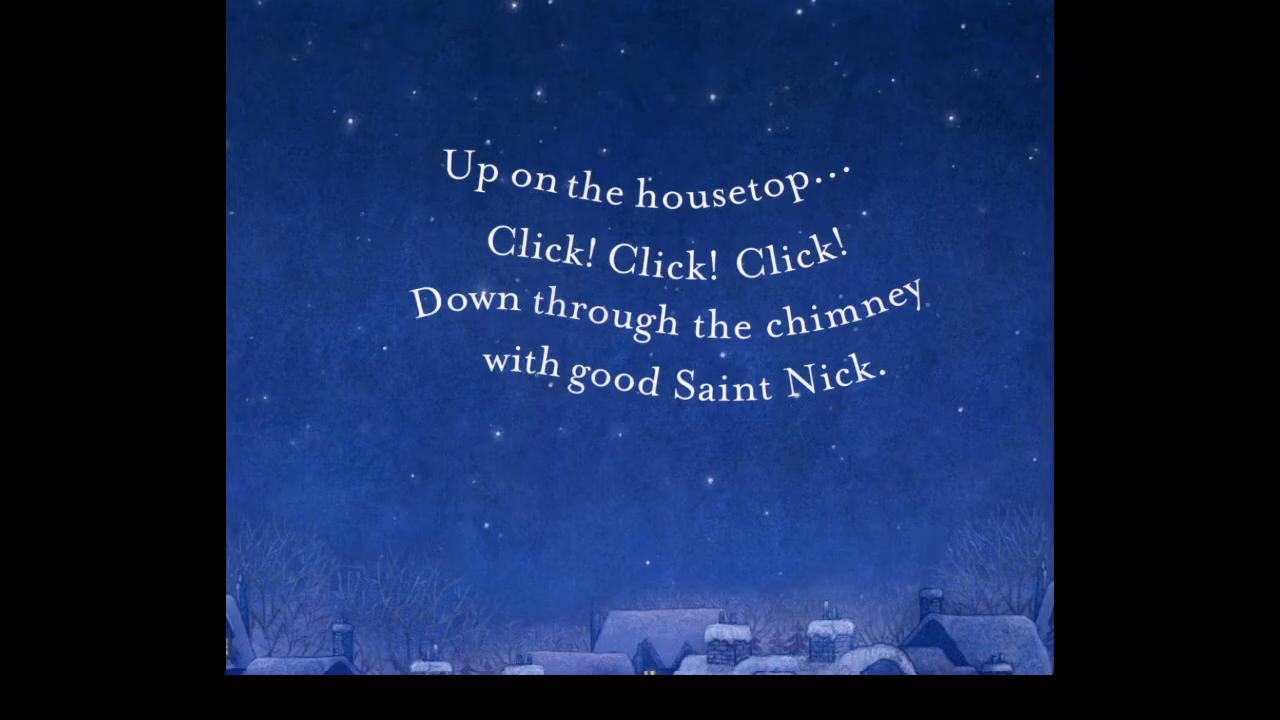 Up on the housetop...
Click! Click! Click!
Down through the chimney
with good Saint Nick.